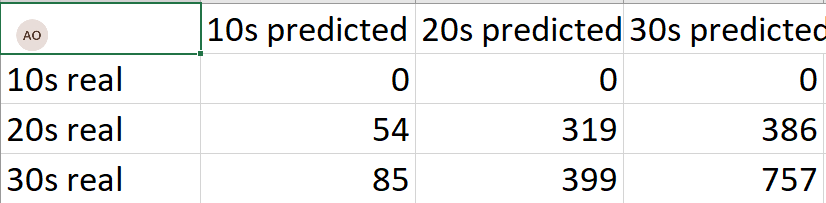 AO 10s predicted 20s predicted 30s predicted
10s real 0 0 0
20s real 54 319 386
30s real 85 399 757